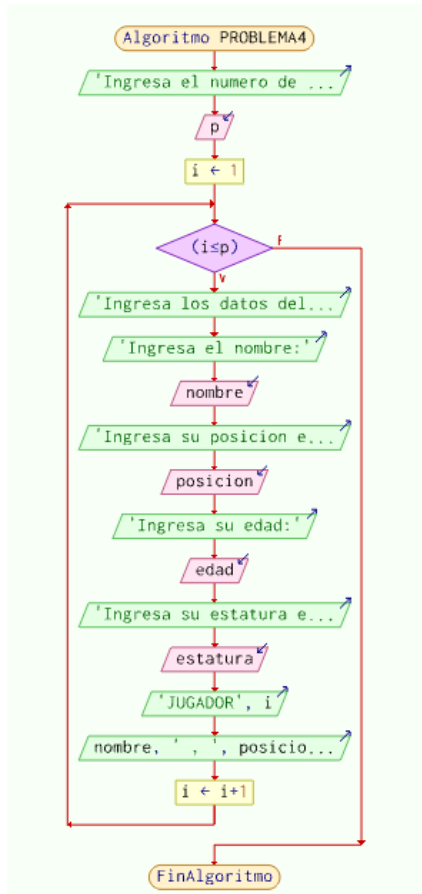 Algoritmo PROBLEMA4
'Ingresa el numero de ...
p
i ← 1
(i≤p)
F
V
'Ingresa los datos del...
'Ingresa el nombre:'
nombre
'Ingresa su posicion e...
posicion
'Ingresa su edad:'
edad
'Ingresa su estatura e...
estatura
'JUGADOR', i
nombre, ' , ', posicio...
i ← i+1
FinAlgoritmo